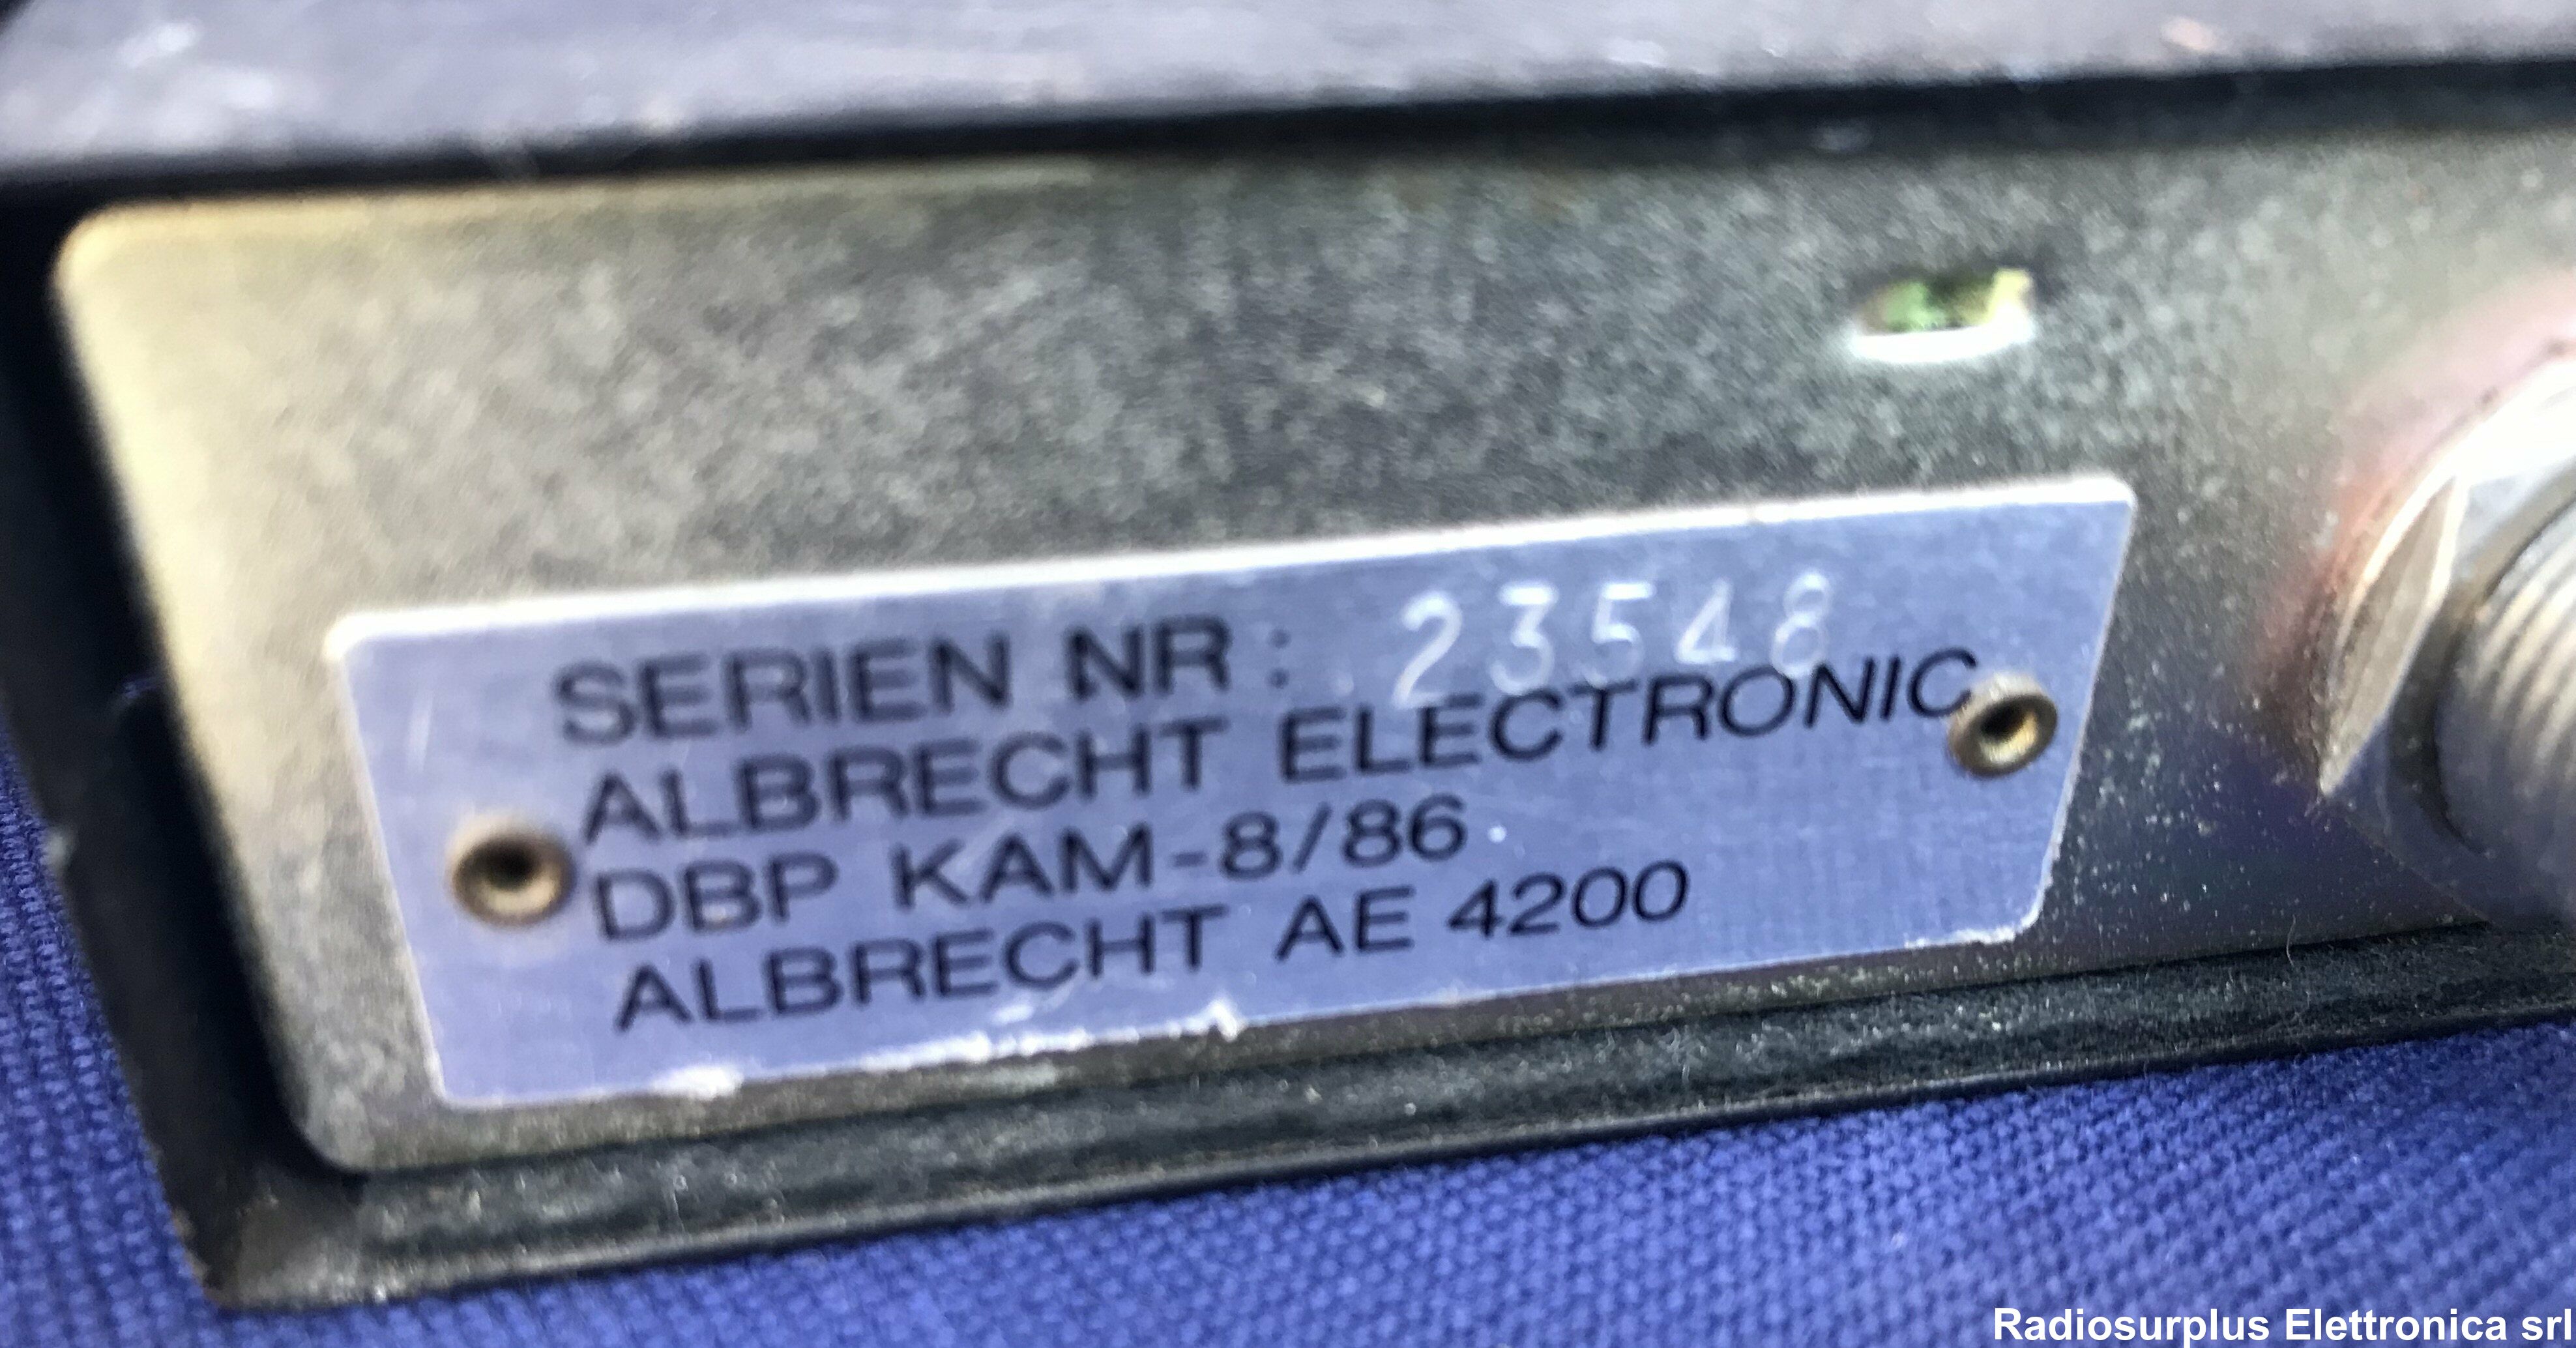 SERIEN NR: 23548
ALBRECHT ELECTRONIC
DBP KAM-8/86
ALBRECHT AE 4200
Radiosurplus Elettronica srl